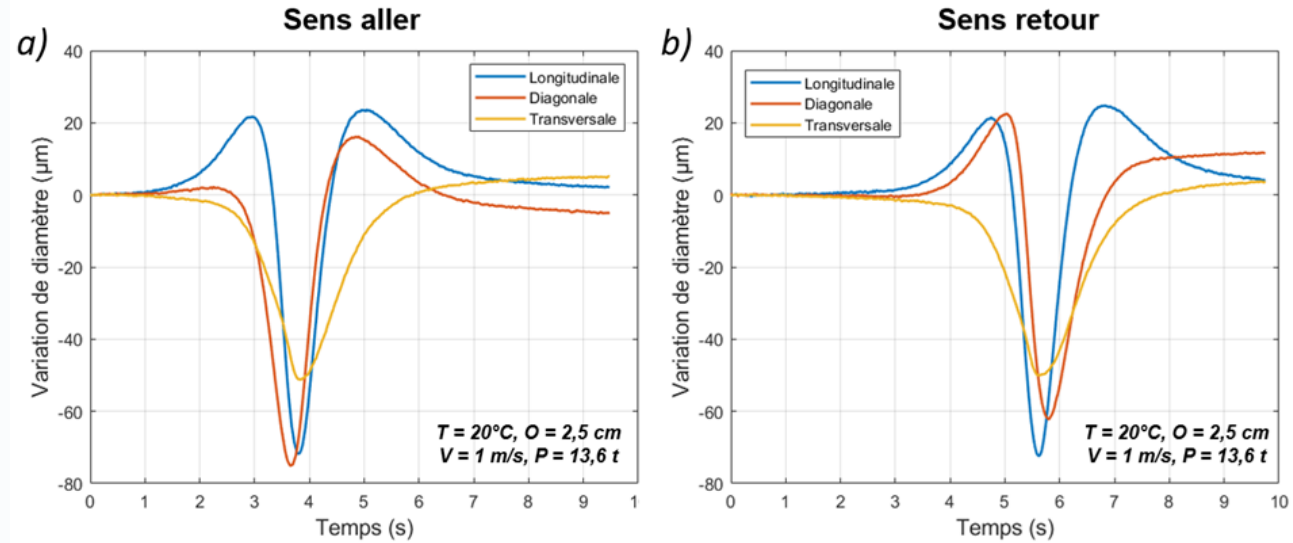 Sens aller
a)
Variation de diamètre (µm)
40
20
0
-20
-40
-60
-80
Longitudinale
Diagonale
Transversale
T = 20°C, O = 2,5 cm
V = 1 m/s, P = 13,6 t
0 1 2 3 4 5 6 7 8 9 1
Temps (s)
Sens retour
b)
Variation de diamètre (µm)
40
20
0
-20
-40
-60
-80
Longitudinale
Diagonale
Transversale
T = 20°C, O = 2,5 cm
V = 1 m/s, P = 13,6 t
0 1 2 3 4 5 6 7 8 9 10
Temps (s)